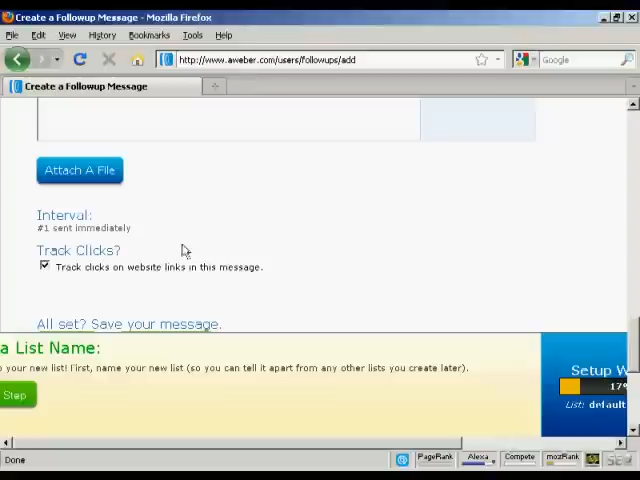 Create a Followup Message - Mozilla Firefox
File Edit View History Bookmarks Tools Help
http://www.aweber.com/users/followups/add
Google
Create a Followup Message
Attach A File
Interval:
#1 sent immediately
Track Clicks?
Track clicks on website links in this message.
All set? Save your message.
a List Name:
o your new list! First, name your new list (so you can tell it apart from any other lists you create later).
Step
Setup W
17%
List: default
Done
PageRank
Alexa
Compete
mozRank
SEO